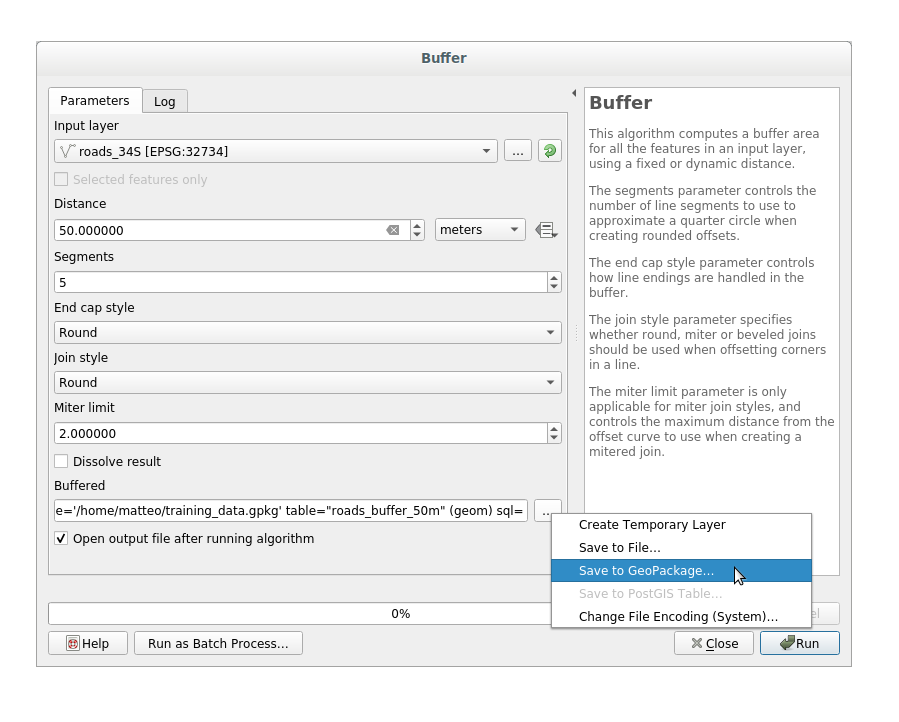 Buffer
Parameters
Log
Input layer
roads_34S [EPSG:32734]
...
Selected features only
Distance
50.000000
meters
Segments
5
End cap style
Round
Join style
Round
Miter limit
2.000000
Dissolve result
Buffered
e='/home/matteo/training_data.gpkg' table="roads_buffer_50m" (geom) sql=
Open output file after running algorithm
Buffer
This algorithm computes a buffer area
for all the features in an input layer,
using a fixed or dynamic distance.
The segments parameter controls the
number of line segments to use to
approximate a quarter circle when
creating rounded offsets.
The end cap style parameter controls
how line endings are handled in the
buffer.
The join style parameter specifies
whether round, miter or beveled joins
should be used when offsetting corners
in a line.
The miter limit parameter is only
applicable for miter join styles, and
controls the maximum distance from the
offset curve to use when creating a
mitered join.
Create Temporary Layer
Save to File...
Save to GeoPackage...
Save to PostGIS Table...
Change File Encoding (System)...
0%
Help
Run as Batch Process...
Close
Run